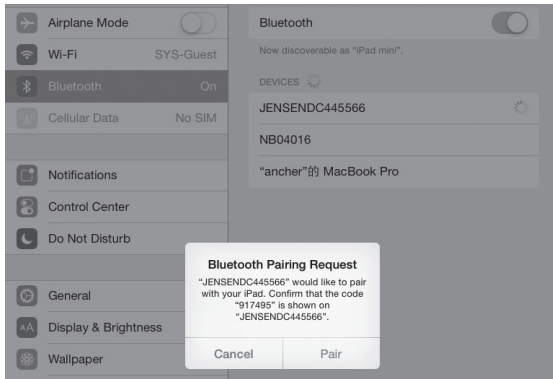 Airplane Mode
Wi-Fi SYS-Guest
Bluetooth On
Cellular Data No SIM
Notifications
Control Center
Do Not Disturb
General
AA Display & Brightness
Wallpaper
Bluetooth
Now discoverable as “iPad mini”.
DEVICES
JENSENDC445566
NB04016
“ancher”的 MacBook Pro
Bluetooth Pairing Request
“JENSENDC445566” would like to pair
with your iPad. Confirm that the code
“917495” is shown on
“JENSENDC445566”.
Cancel Pair